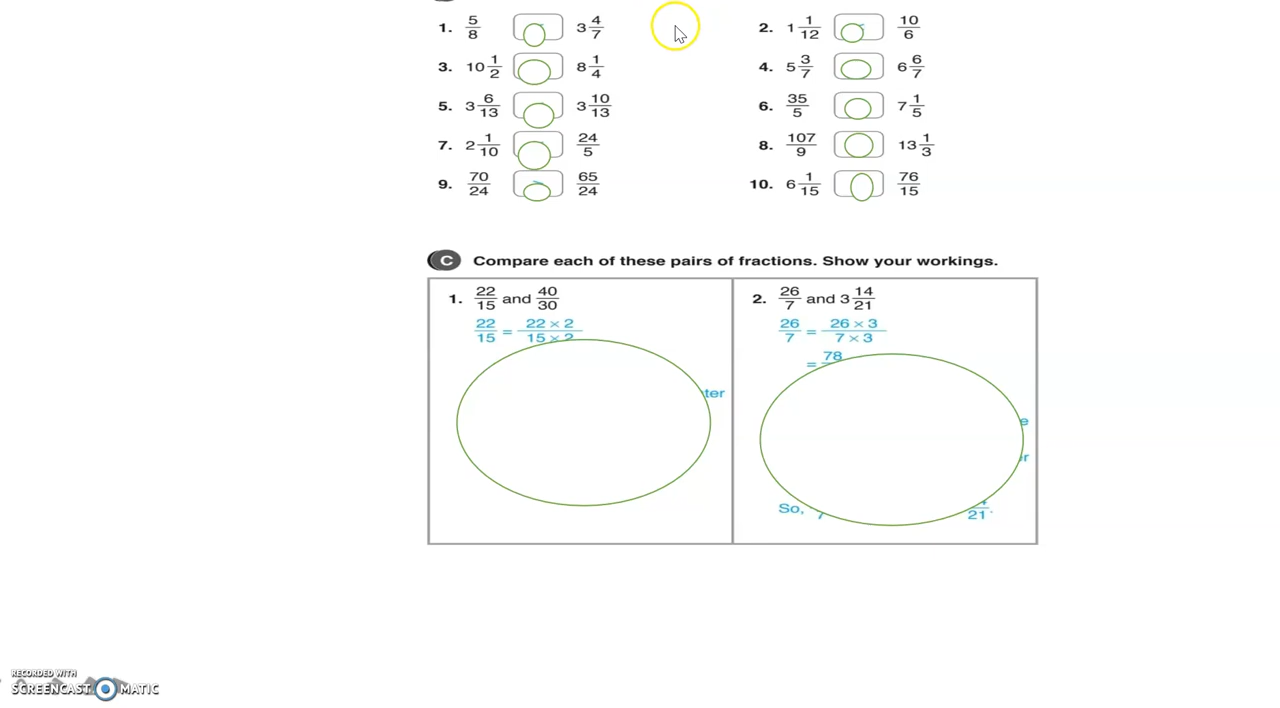 1. 5/8 3 4/7 2. 1 1/12 10/6
3. 10 1/2 8 1/4 4. 5 3/7 6 6/7
5. 3 6/13 3 10/13 6. 35/5 7 1/5
7. 2 1/10 24/5 8. 107/9 13 1/3
9. 70/24 65/24 10. 6 1/15 76/15
C Compare each of these pairs of fractions. Show your workings.
1. 22/15 and 40/30
22/15 = 22 × 2/15 × 2
ter
2. 26/7 and 3 14/21
26/7 = 26 × 3/7 × 3
= 78
e
r
So, 7 21.
RECORDED WITH
SCREENCAST MATIC